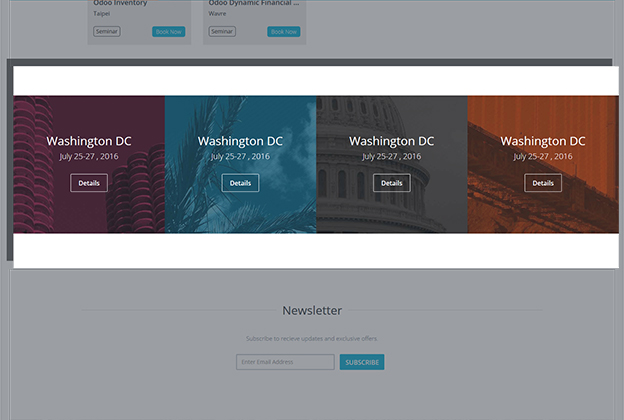 Odoo Inventory
Odoo Dynamic Financial ...
Taipei
Wavre
Seminar
Book Now
Seminar
Book Now
Washington DC
July 25-27 , 2016
Details
Washington DC
July 25-27 , 2016
Details
Washington DC
July 25-27 , 2016
Details
Washington DC
July 25-27 , 2016
Details
Newsletter
Subscribe to recieve updates and exclusive offers.
Enter Email Address
SUBSCRIBE